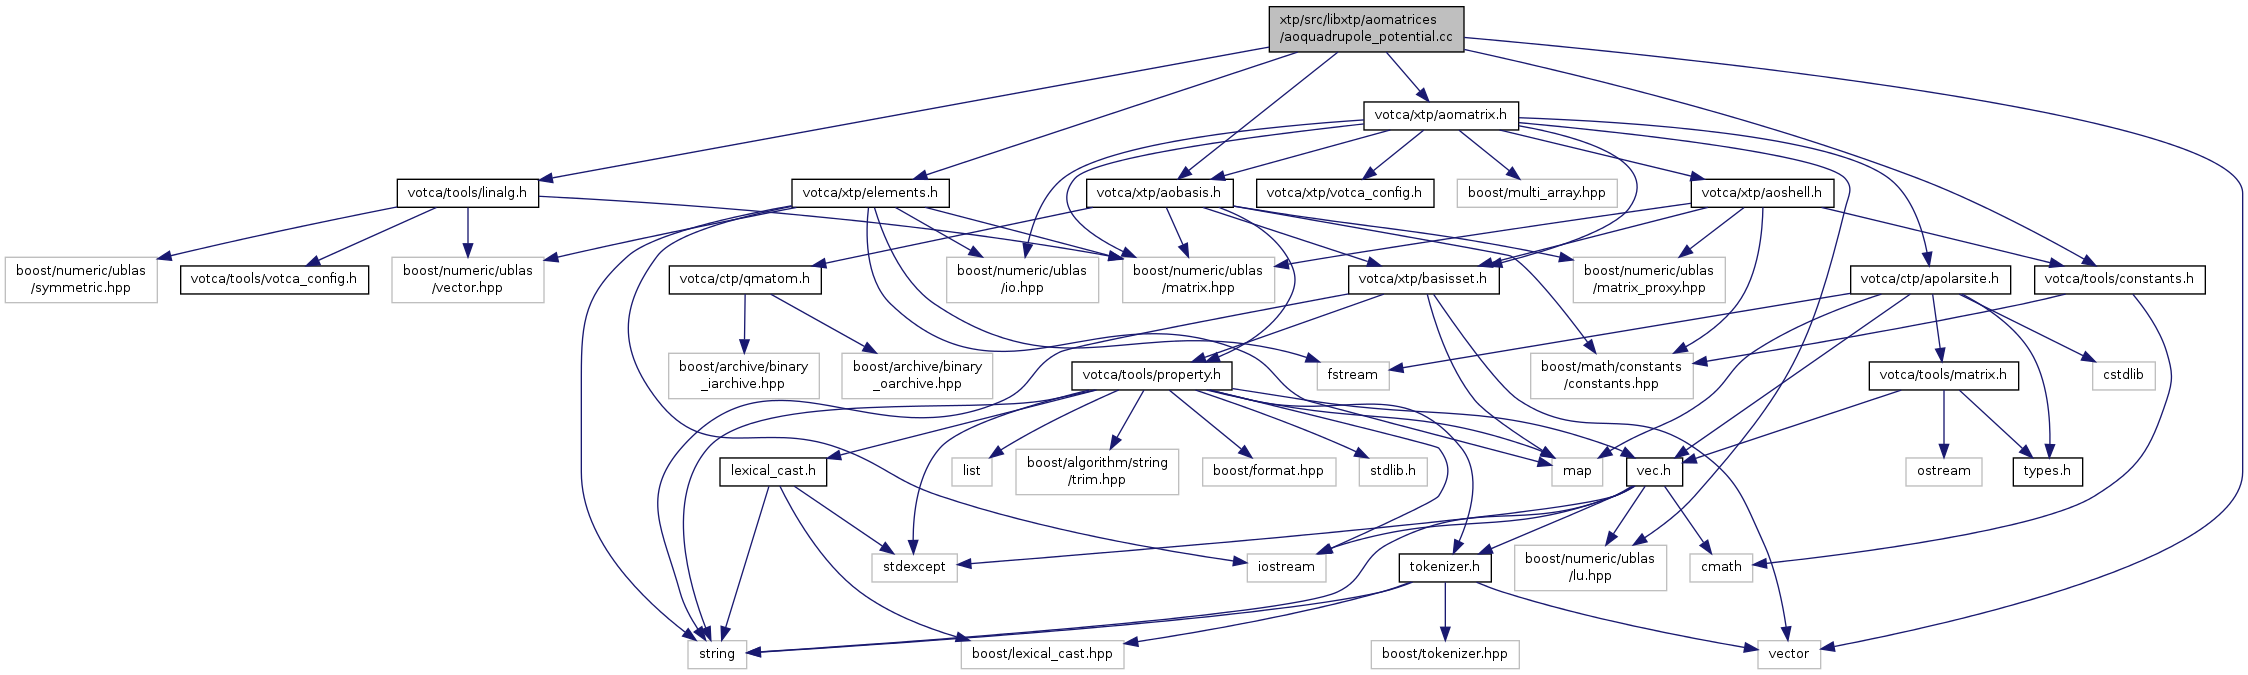 xtp/src/libxtp/aomatrices
/aoquadrupole_potential.cc
votca/xtp/aomatrix.h
votca/tools/linalg.h
votca/xtp/elements.h
votca/xtp/aobasis.h
votca/xtp/votca_config.h
boost/multi_array.hpp
votca/xtp/aoshell.h
boost/numeric/ublas
/symmetric.hpp
votca/tools/votca_config.h
boost/numeric/ublas
/vector.hpp
votca/ctp/qmatom.h
boost/numeric/ublas
/io.hpp
boost/numeric/ublas
/matrix.hpp
votca/xtp/basisset.h
boost/numeric/ublas
/matrix_proxy.hpp
votca/ctp/apolarsite.h
votca/tools/constants.h
boost/archive/binary
_iarchive.hpp
boost/archive/binary
_oarchive.hpp
votca/tools/property.h
fstream
boost/math/constants
/constants.hpp
votca/tools/matrix.h
cstdlib
lexical_cast.h
list
boost/algorithm/string
/trim.hpp
boost/format.hpp
stdlib.h
map
vec.h
ostream
types.h
stdexcept
iostream
tokenizer.h
boost/numeric/ublas
/lu.hpp
cmath
string
boost/lexical_cast.hpp
boost/tokenizer.hpp
vector